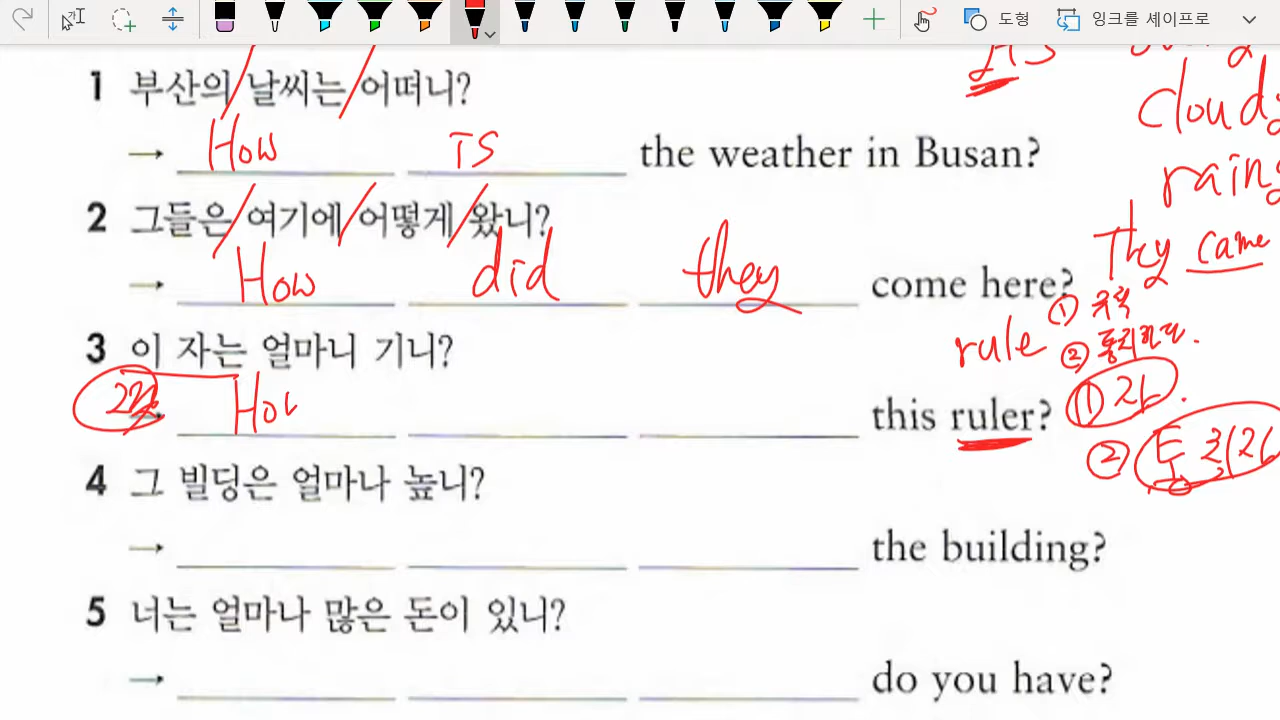 도형
잉크를 셰이프로
1 부산의 날씨는 어떠니?
cloudy
→ How is the weather in Busan?
rainy
2 그들은 여기에 어떻게 왔니?
They came
→ How did they come here?
① 규칙
3 이 자는 얼마니 기니?
rule ② 통치하다.
→ How this ruler? ① 자.
② 통치자
4 그 빌딩은 얼마나 높니?
→ the building?
5 너는 얼마나 많은 돈이 있니?
→ do you have?